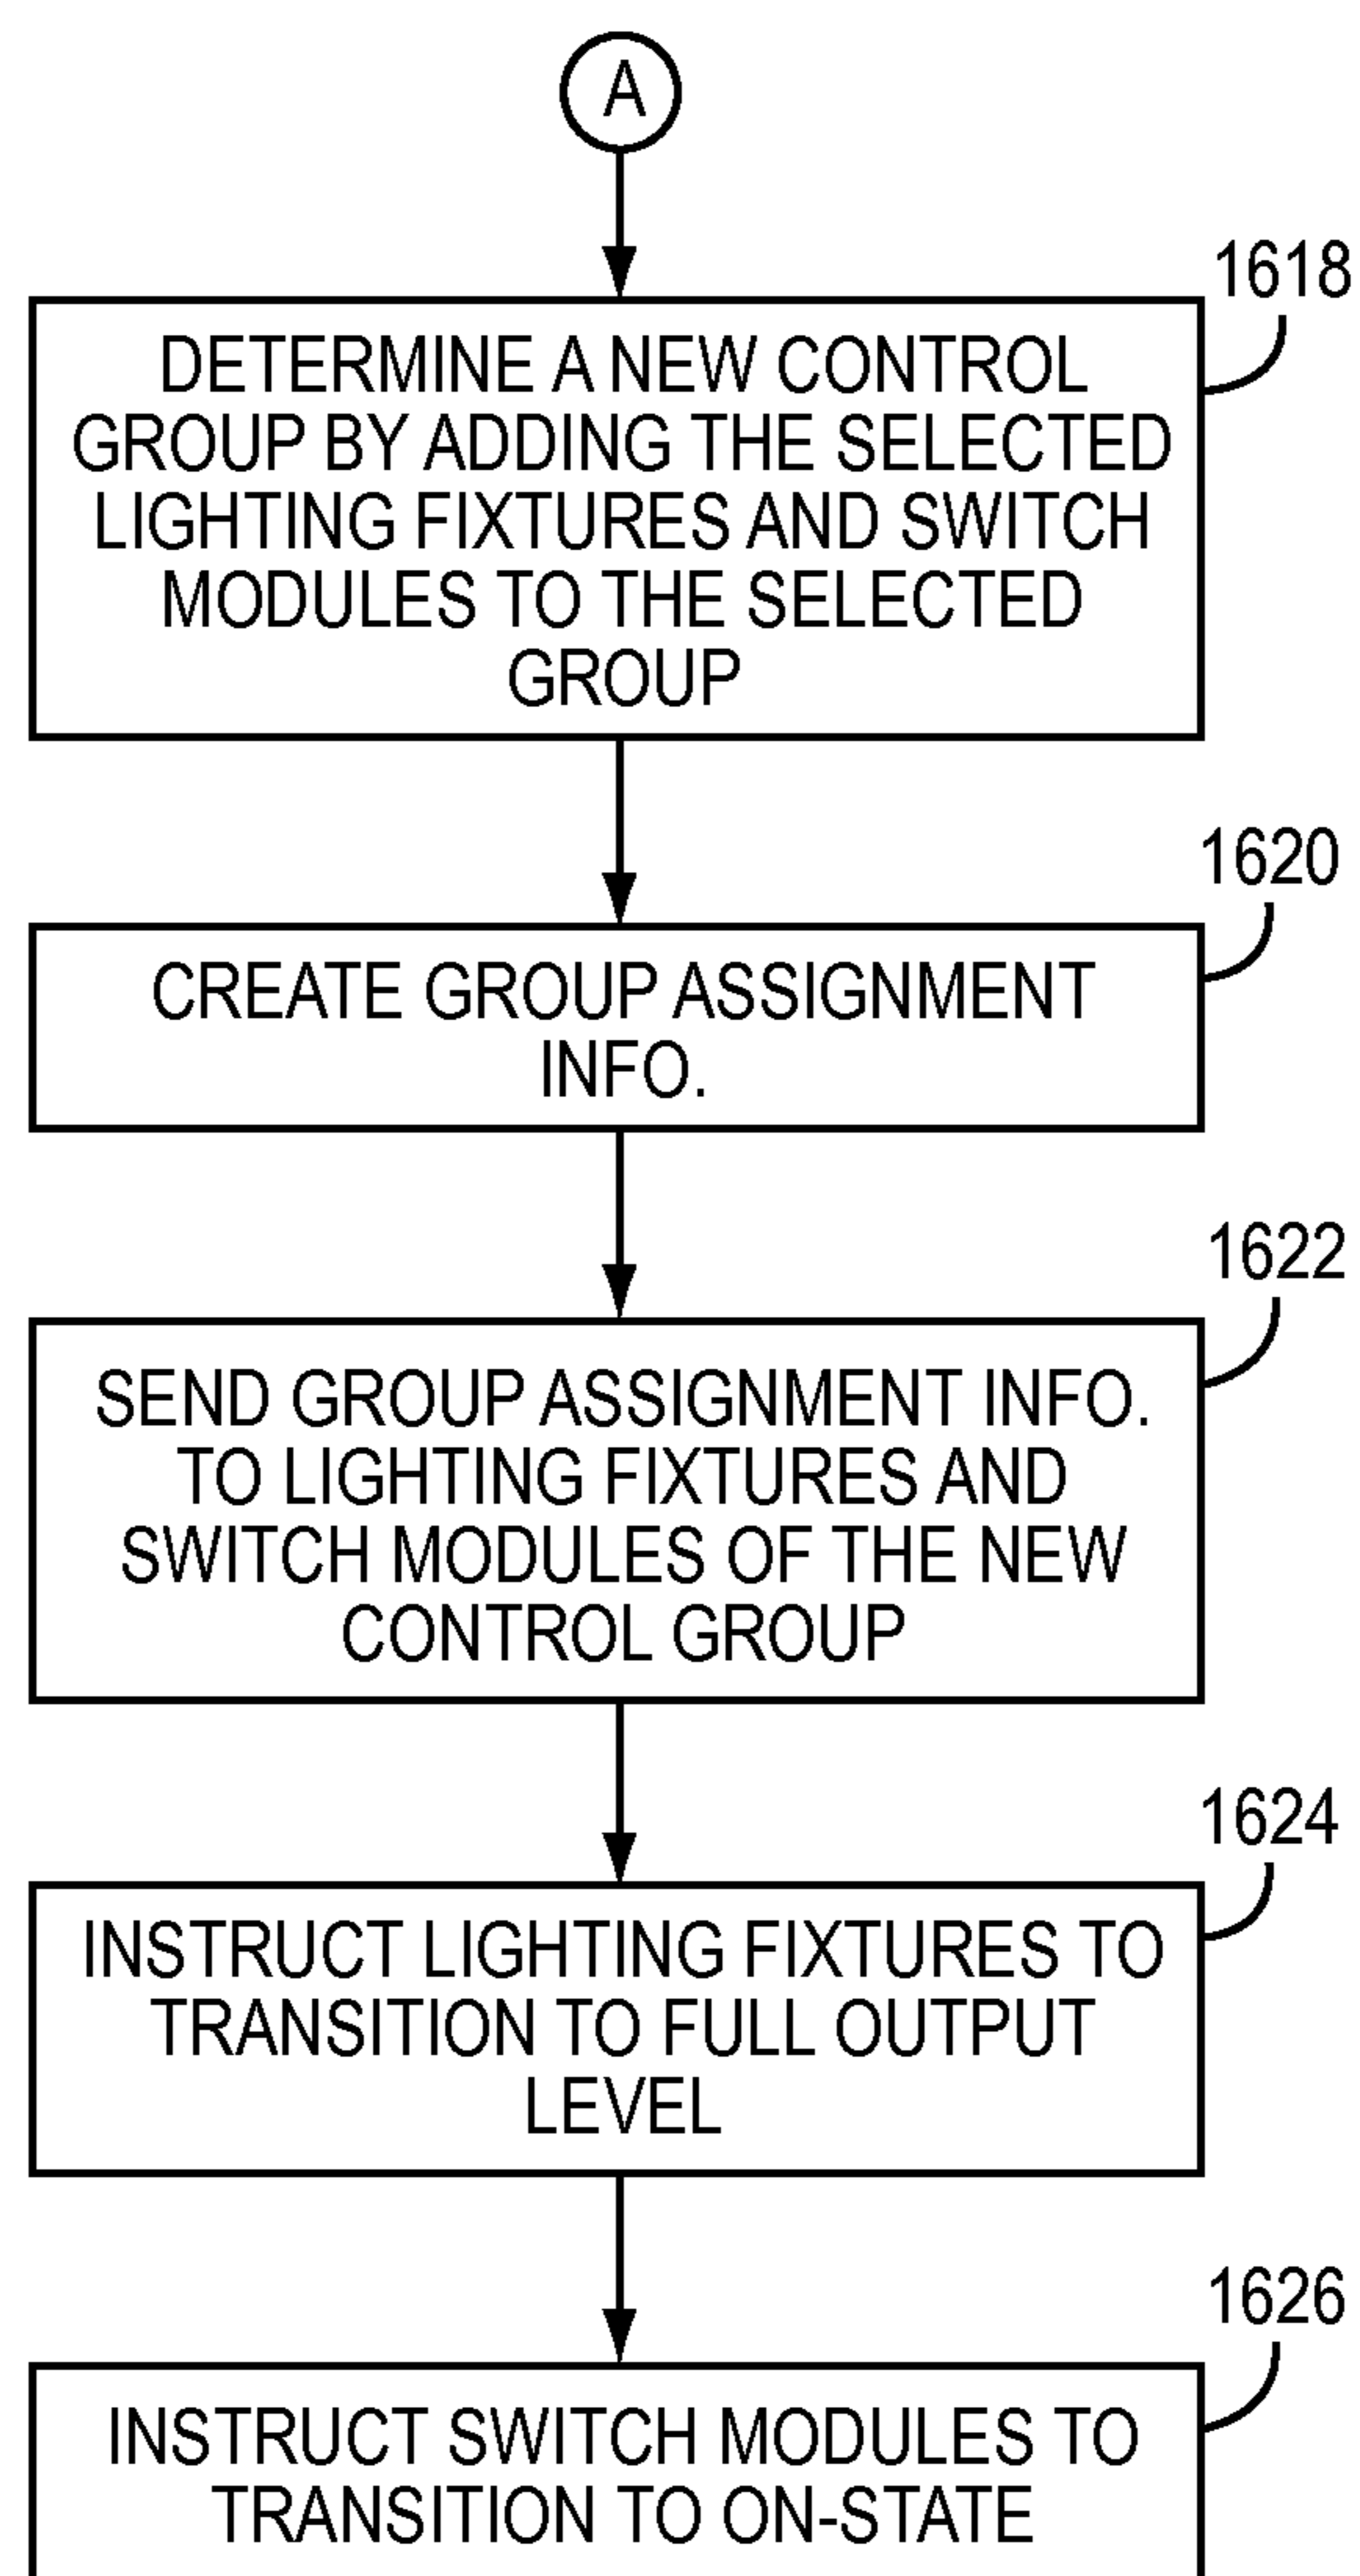 A
1618
DETERMINE A NEW CONTROL
GROUP BY ADDING THE SELECTED
LIGHTING FIXTURES AND SWITCH
MODULES TO THE SELECTED
GROUP
1620
CREATE GROUP ASSIGNMENT
INFO.
1622
SEND GROUP ASSIGNMENT INFO.
TO LIGHTING FIXTURES AND
SWITCH MODULES OF THE NEW
CONTROL GROUP
1624
INSTRUCT LIGHTING FIXTURES TO
TRANSITION TO FULL OUTPUT
LEVEL
1626
INSTRUCT SWITCH MODULES TO
TRANSITION TO ON-STATE